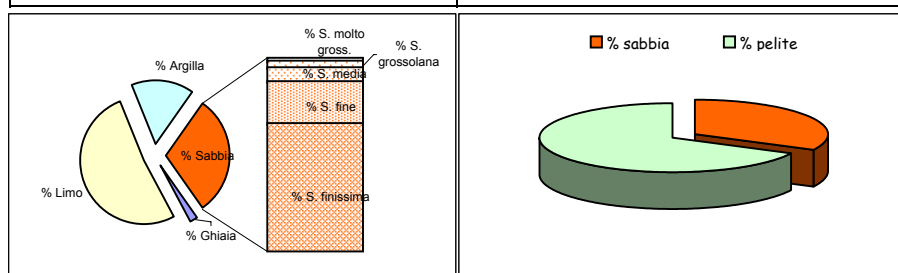 % S. molto
gross.
% S.
grossolana
% Argilla
% S. media
% S. fine
% Sabbia
% Limo
% S. finissima
% Ghiaia
% sabbia
% pelite